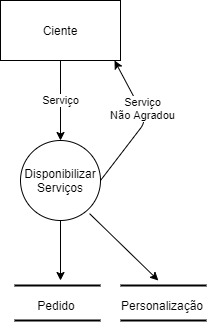 Ciente
Serviço
Serviço
Não Agradou
Disponibilizar
Serviços
Pedido
Personalização